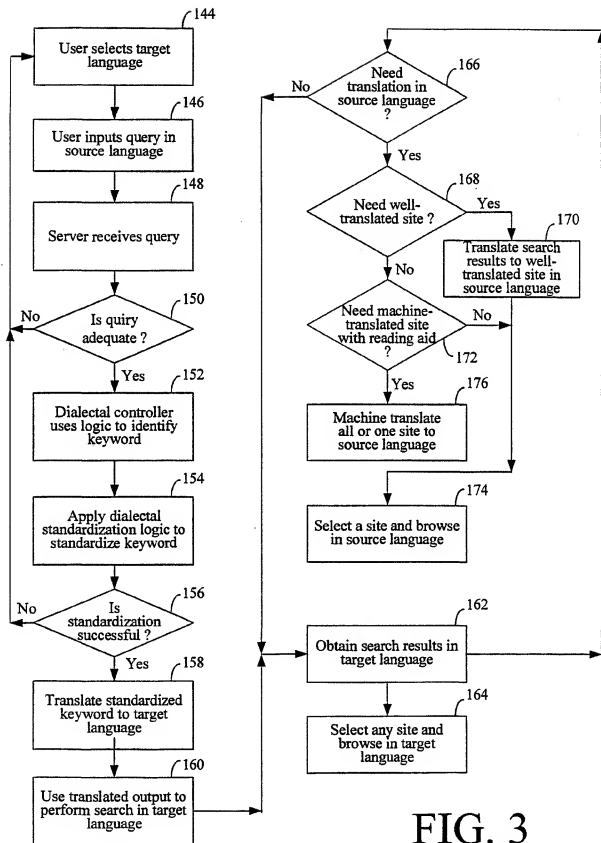 144
User selects target
language
146
User inputs query in
source language
148
Server receives query
150
No
Is quiry
adequate ?
Yes
152
Dialectal controller
uses logic to identify
keyword
154
Apply dialectal
standardization logic to
standardize keyword
156
No
Is
standardization
successful ?
Yes
158
Translate standardized
keyword to target
language
160
Use translated output to
perform search in target
language
166
No
Need
translation in
source language
?
Yes
168
Need well-
translated site ?
Yes
170
Translate search
results to well-
translated site in
source language
No
Need machine-
translated site
with reading aid
?
No
172
Yes
176
Machine translate
all or one site to
source language
174
Select a site and browse
in source language
162
Obtain search results in
target language
164
Select any site and
browse in target
language
FIG. 3